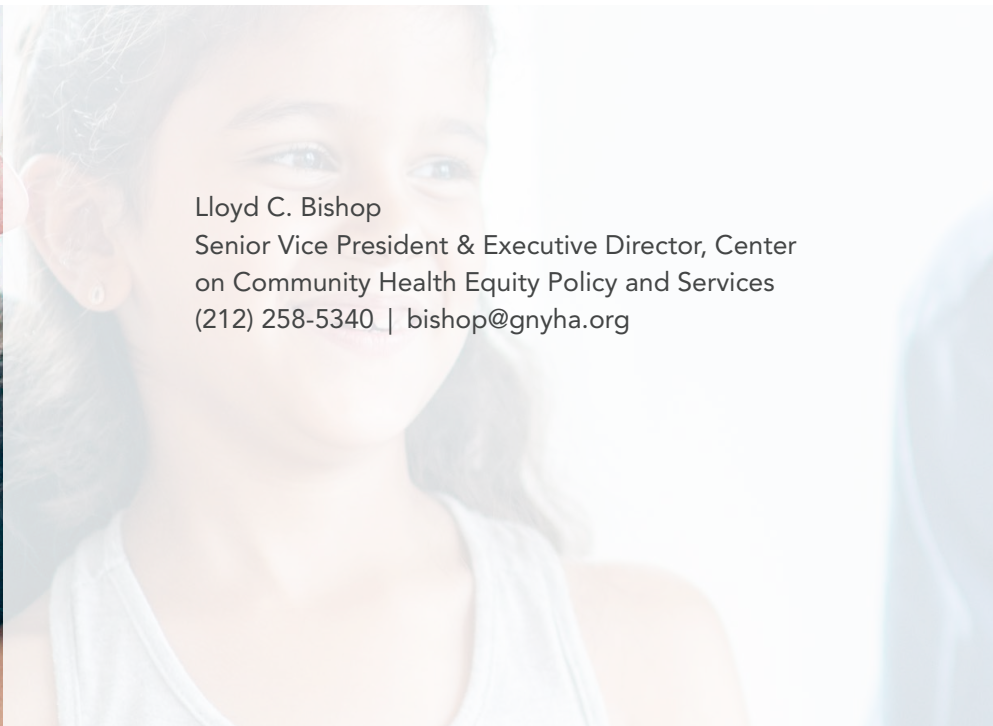 Lloyd C. Bishop
Senior Vice President & Executive Director, Center
on Community Health Equity Policy and Services
(212) 258-5340 | bishop@gnyha.org